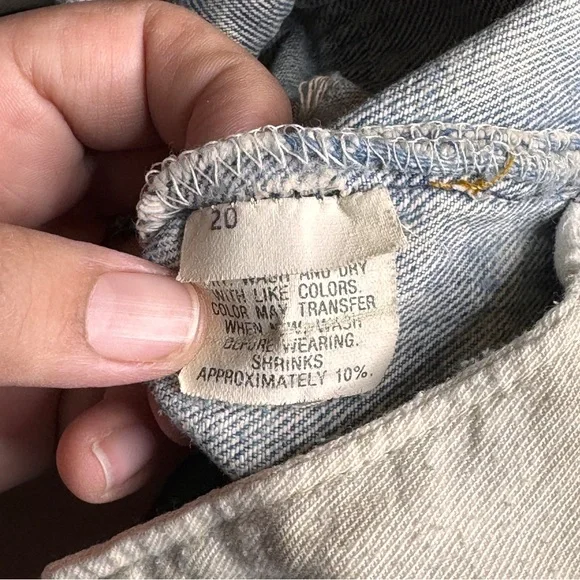 20
WASH AND DRY
WITH LIKE COLORS.
COLOR MAY TRANSFER
WHEN NEW. WASH
BEFORE WEARING.
SHRINKS
APPROXIMATELY 10%.